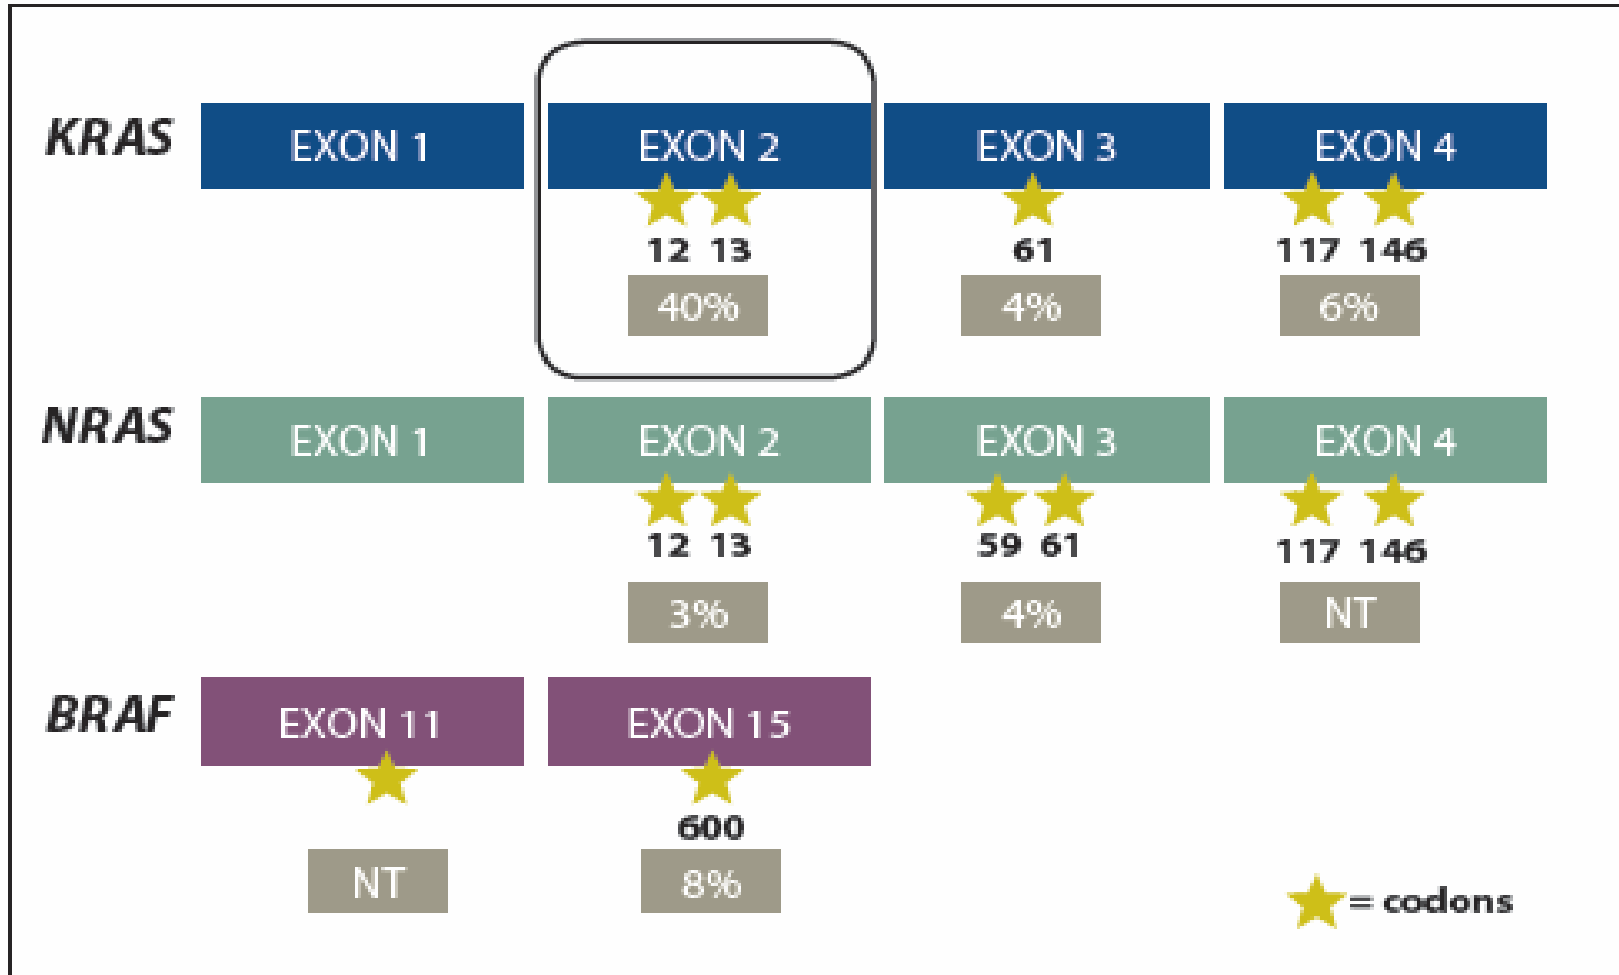 KRAS EXON 1 EXON 2 EXON 3 EXON 4
12 13 61 117 146
40% 4% 6%
NRAS EXON 1 EXON 2 EXON 3 EXON 4
12 13 59 61 117 146
3% 4% NT
BRAF EXON 11 EXON 15
600
NT 8%
= codons